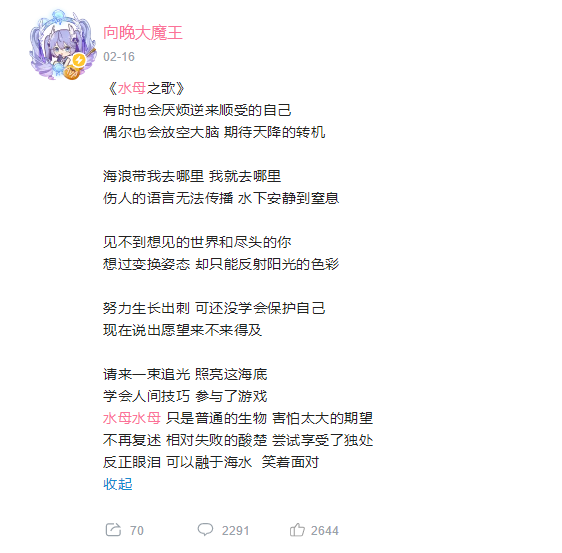 向晚大魔王
02-16
《水母之歌》
有时也会厌烦逆来顺受的自己
偶尔也会放空大脑 期待天降的转机
海浪带我去哪里 我就去哪里
伤人的语言无法传播 水下安静到窒息
见不到想见的世界和尽头的你
想过变换姿态 却只能反射阳光的色彩
努力生长出刺 可还没学会保护自己
现在说出愿望来不来得及
请来一束追光 照亮这海底
学会人间技巧 参与了游戏
水母水母 只是普通的生物 害怕太大的期望
不再复述 相对失败的酸楚 尝试享受了独处
反正眼泪 可以融于海水  笑着面对
收起
70 2291 2644